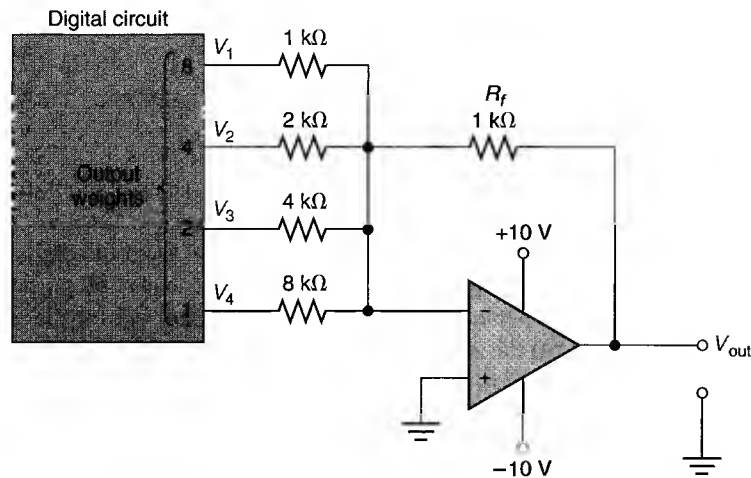 Digital circuit
V1
1 kΩ
8
Rf
1 kΩ
V2
2 kΩ
4
Output
weights
V3
4 kΩ
2
+10 V
V4
8 kΩ
1
−
+
Vout
−10 V